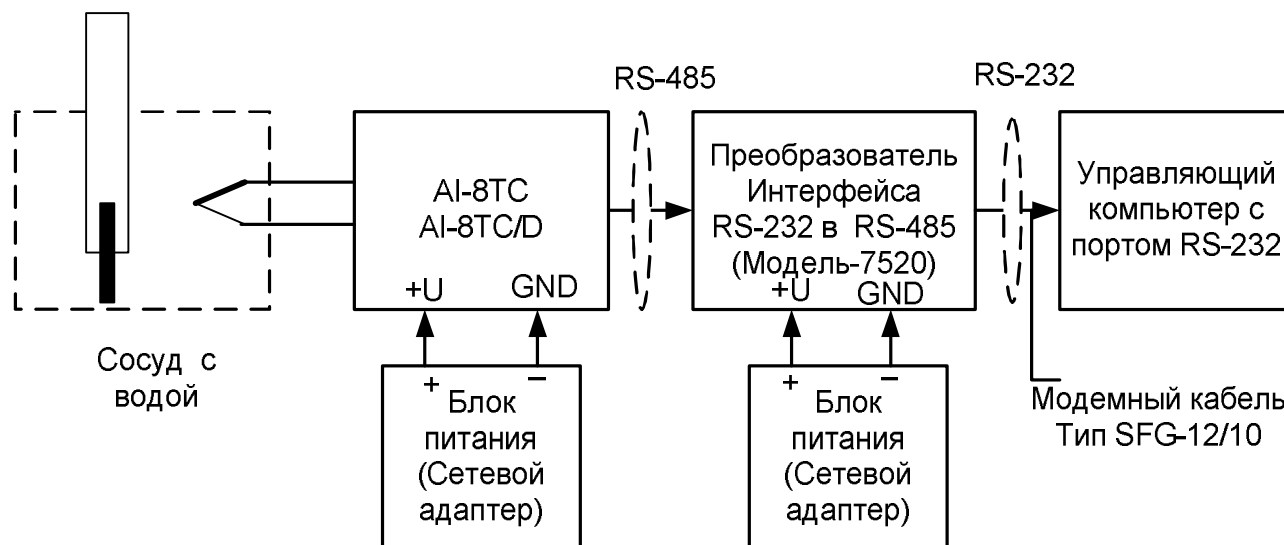 RS-485
RS-232
AI-8TC
AI-8TC/D
+U
GND
Преобразователь
Интерфейса
RS-232 в RS-485
(Модель-7520)
+U
GND
Управляющий
компьютер с
портом RS-232
Сосуд с
водой
+
–
Блок
питания
(Сетевой
адаптер)
+
–
Блок
питания
(Сетевой
адаптер)
Модемный кабель
Тип SFG-12/10